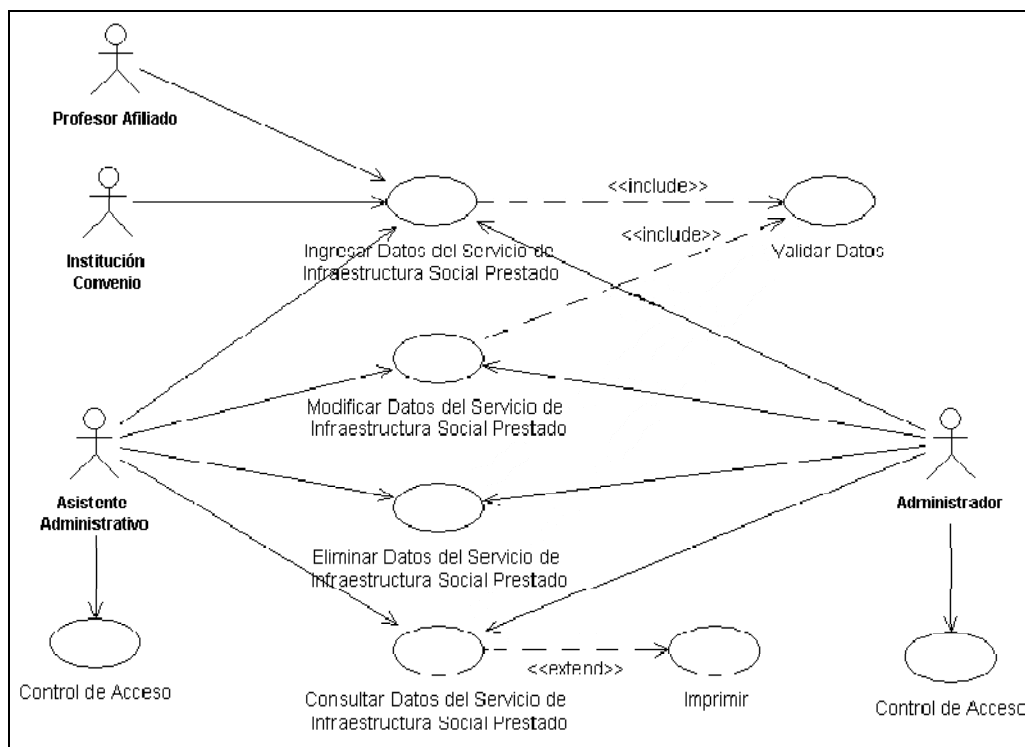 Profesor Afiliado
Institución
Convenio
<<include>>
<<include>>
Ingresar Datos del Servicio de
Infraestructura Social Prestado
Validar Datos
Modificar Datos del Servicio de
Infraestructura Social Prestado
Asistente
Administrativo
Administrador
Eliminar Datos del Servicio de
Infraestructura Social Prestado
Control de Acceso
<<extend>>
Consultar Datos del Servicio de
Infraestructura Social Prestado
Imprimir
Control de Acceso